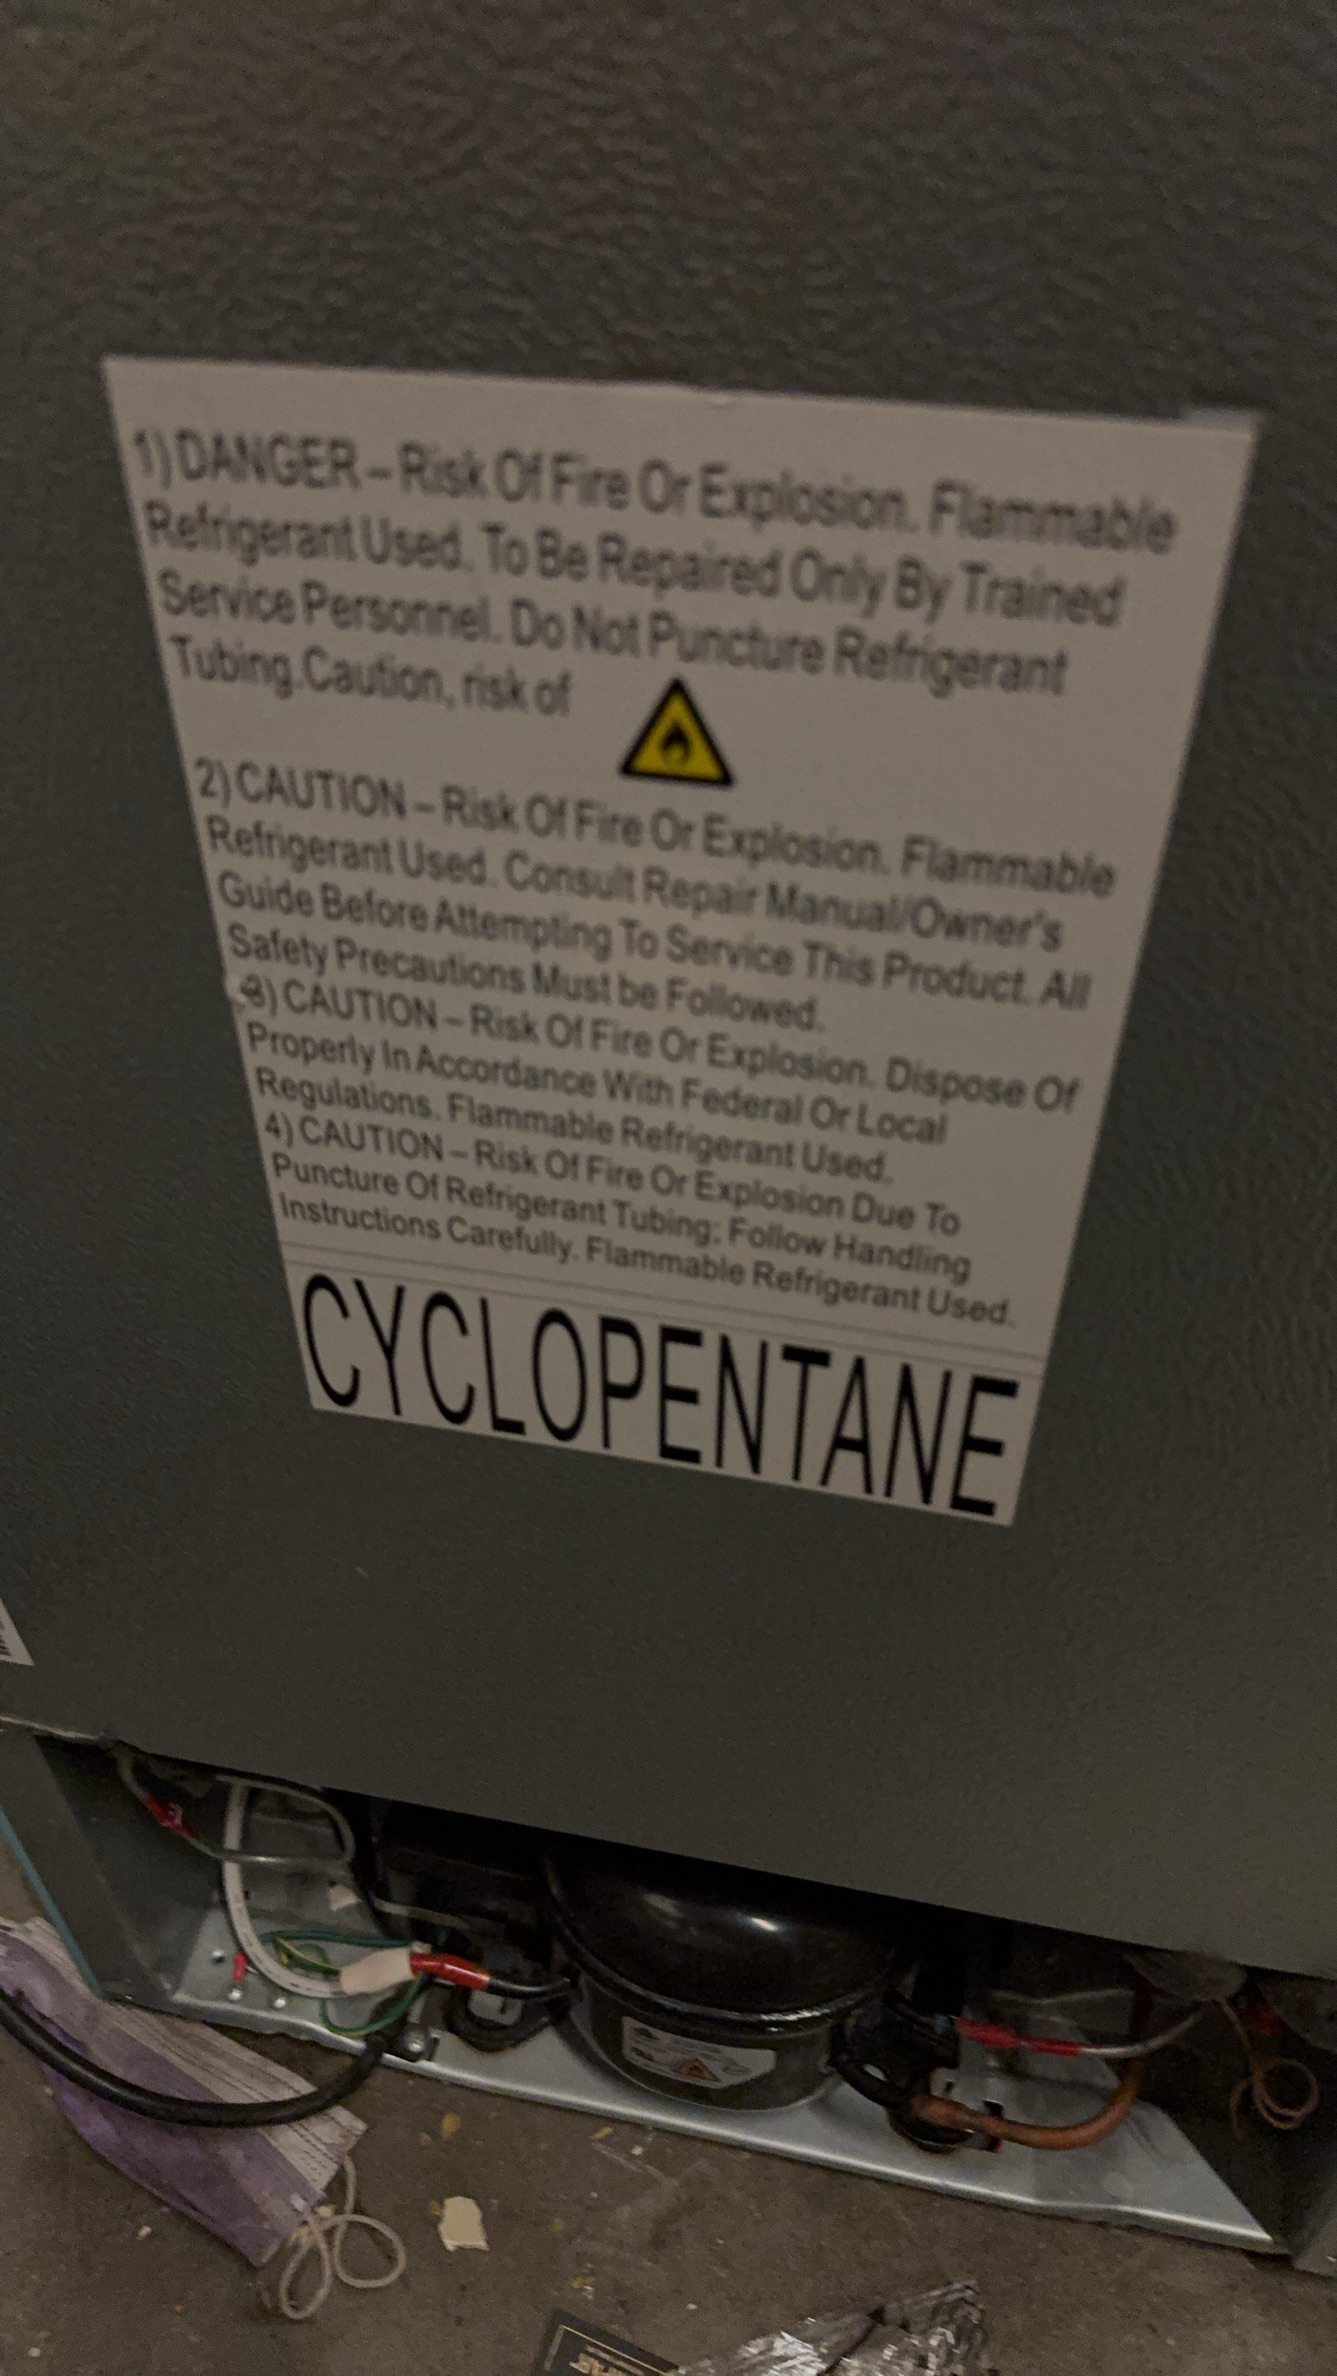 1) DANGER – Risk Of Fire Or Explosion. Flammable
Refrigerant Used. To Be Repaired Only By Trained
Service Personnel. Do Not Puncture Refrigerant
Tubing.Caution, risk of
2) CAUTION – Risk Of Fire Or Explosion. Flammable
Refrigerant Used. Consult Repair Manual/Owner's
Guide Before Attempting To Service This Product. All
Safety Precautions Must be Followed.
3) CAUTION – Risk Of Fire Or Explosion. Dispose Of
Properly In Accordance With Federal Or Local
Regulations. Flammable Refrigerant Used.
4) CAUTION – Risk Of Fire Or Explosion Due To
Puncture Of Refrigerant Tubing; Follow Handling
Instructions Carefully. Flammable Refrigerant Used.
CYCLOPENTANE